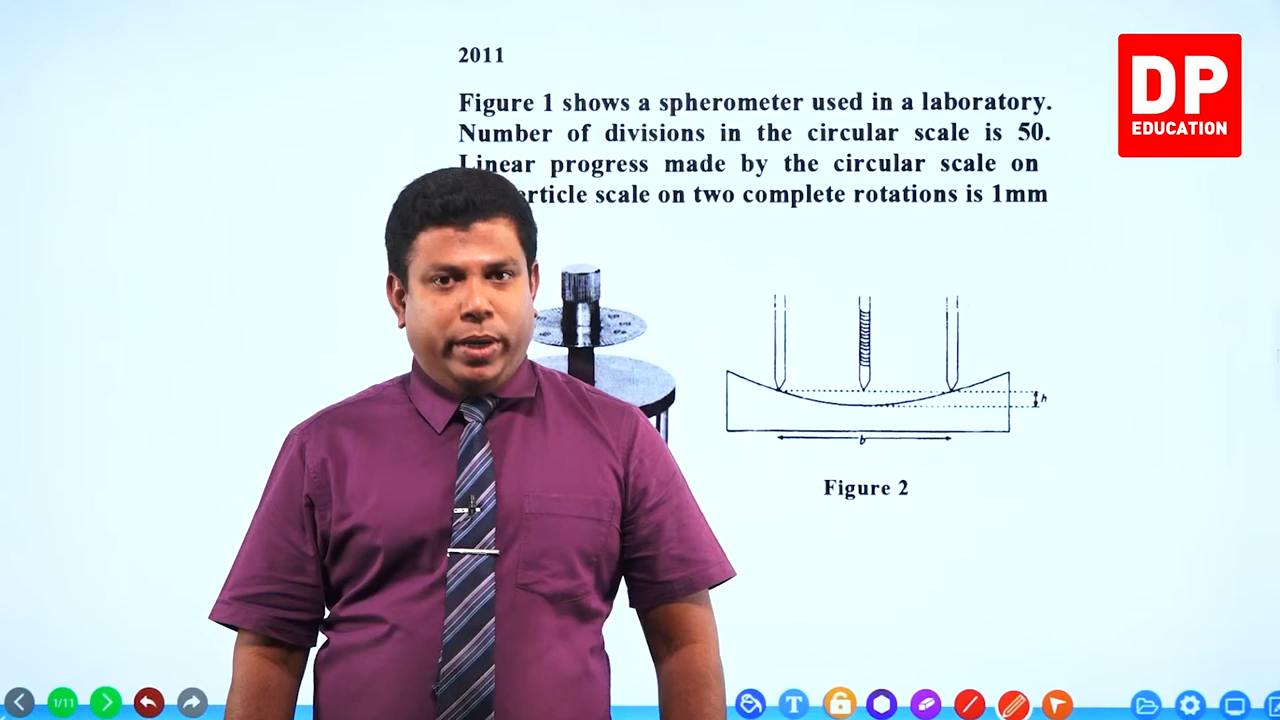 2011
Figure 1 shows a spherometer used in a laboratory.
Number of divisions in the circular scale is 50.
Linear progress made by the circular scale on
scale on two complete rotations is 1mm
h
b
Figure 2
DP
EDUCATION
1/11
T